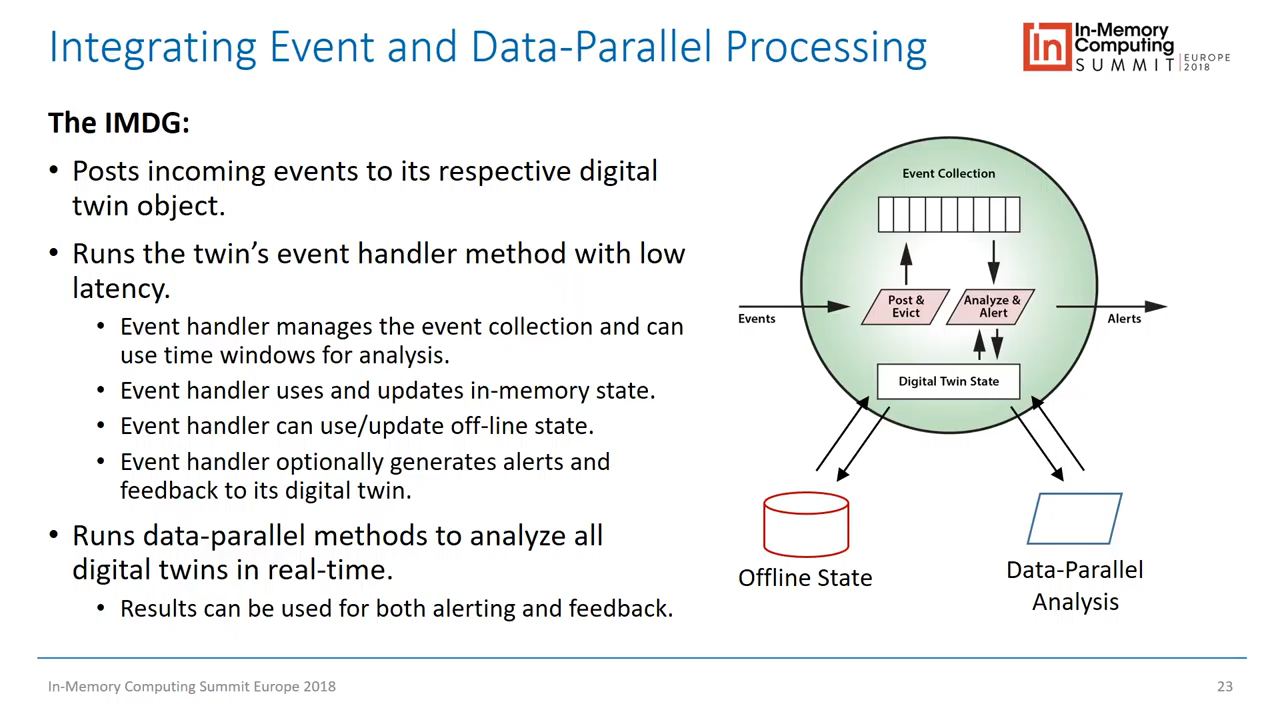 Integrating Event and Data-Parallel Processing
In-Memory
Computing
SUMMIT
EUROPE
2018
The IMDG:
• Posts incoming events to its respective digital
twin object.
• Runs the twin’s event handler method with low
latency.
• Event handler manages the event collection and can
use time windows for analysis.
• Event handler uses and updates in-memory state.
• Event handler can use/update off-line state.
• Event handler optionally generates alerts and
feedback to its digital twin.
• Runs data-parallel methods to analyze all
digital twins in real-time.
• Results can be used for both alerting and feedback.
Event Collection
Post &
Evict
Analyze &
Alert
Events
Alerts
Digital Twin State
Offline State
Data-Parallel
Analysis
In-Memory Computing Summit Europe 2018
23